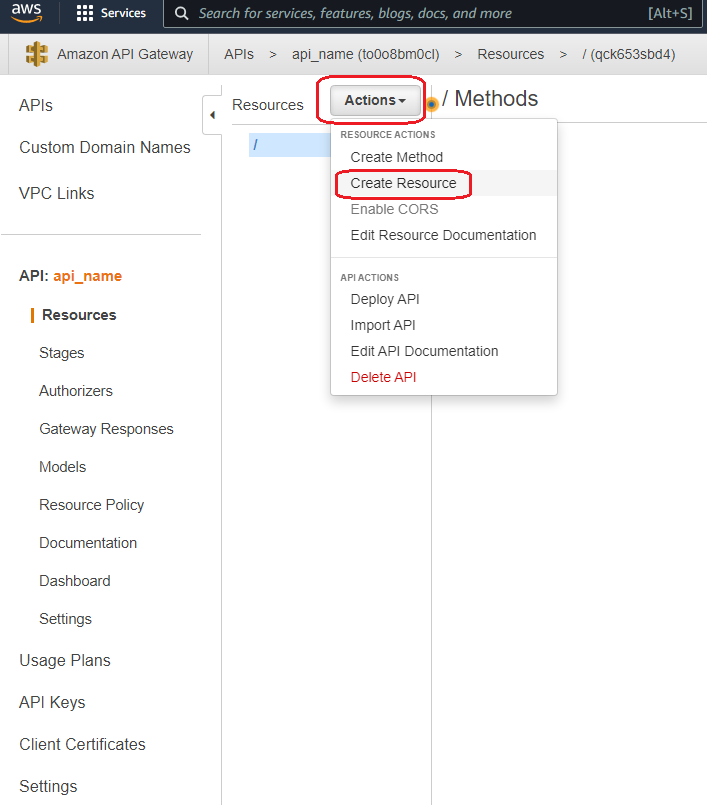 aws
Services
Search for services, features, blogs, docs, and more
[Alt+S]
Amazon API Gateway
APIs > api_name (to0o8bm0cl) > Resources > / (qck653sbd4)
APIs
Custom Domain Names
VPC Links
API: api_name
Resources
Stages
Authorizers
Gateway Responses
Models
Resource Policy
Documentation
Dashboard
Settings
Usage Plans
API Keys
Client Certificates
Settings
Resources
Actions
/
/ Methods
RESOURCE ACTIONS
Create Method
Create Resource
Enable CORS
Edit Resource Documentation
API ACTIONS
Deploy API
Import API
Edit API Documentation
Delete API